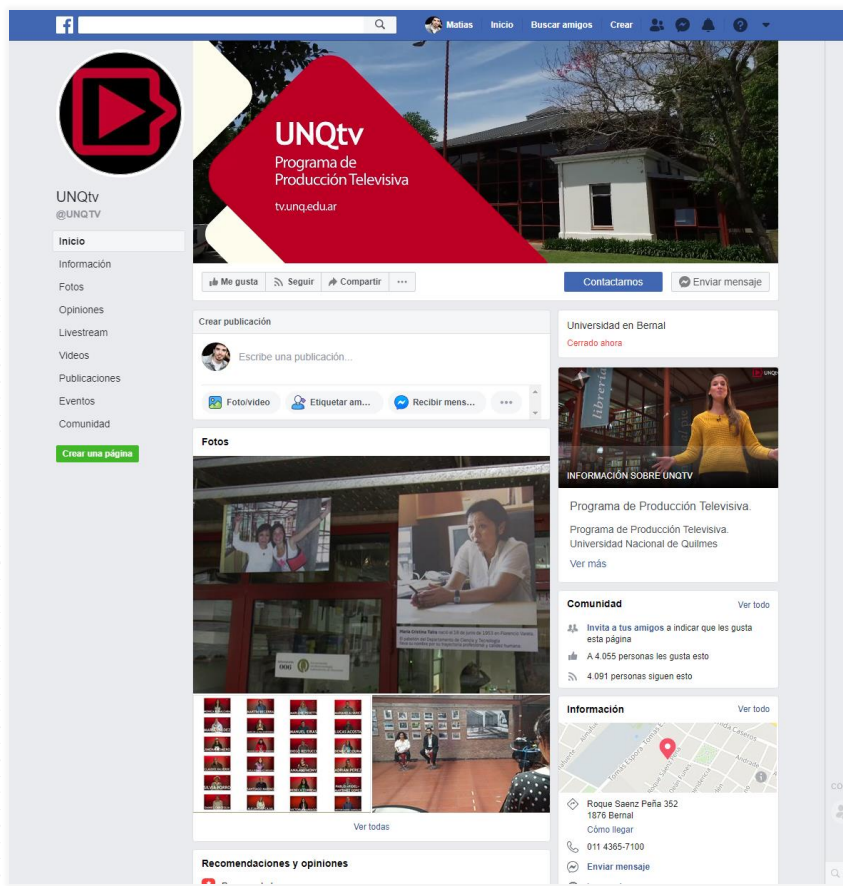 Matias Inicio Buscar amigos Crear
UNQtv
@UNQTV
Inicio
Información
Fotos
Opiniones
Livestream
Videos
Publicaciones
Eventos
Comunidad
Crear una página
UNQtv
Programa de
Producción Televisiva
tv.unq.edu.ar
Me gusta Seguir Compartir ...
Contactarnos Enviar mensaje
Crear publicación
Escribe una publicación...
Foto/video Etiquetar am... Recibir mens... ...
Fotos
María Cristina Taira
Ver todas
Recomendaciones y opiniones
Universidad en Bernal
Cerrado ahora
librería
INFORMACIÓN SOBRE UNQTV
Programa de Producción Televisiva.
Programa de Producción Televisiva.
Universidad Nacional de Quilmes
Ver más
Comunidad Ver todo
Invita a tus amigos a indicar que les gusta
esta página
A 4.055 personas les gusta esto
4.091 personas siguen esto
Información Ver todo
Roque Saenz Peña 352
1876 Bernal
Cómo llegar
011 4365-7100
Enviar mensaje